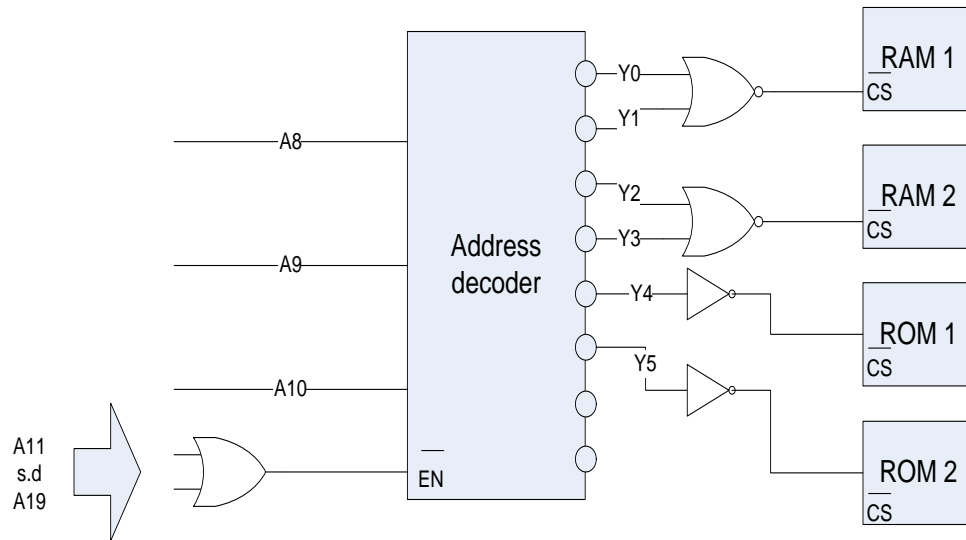 RAM 1
CS
Y0
Y1
A8
RAM 2
CS
Y2
Y3
Address
decoder
A9
Y4
ROM 1
CS
Y5
A10
A11
s.d
A19
EN
ROM 2
CS